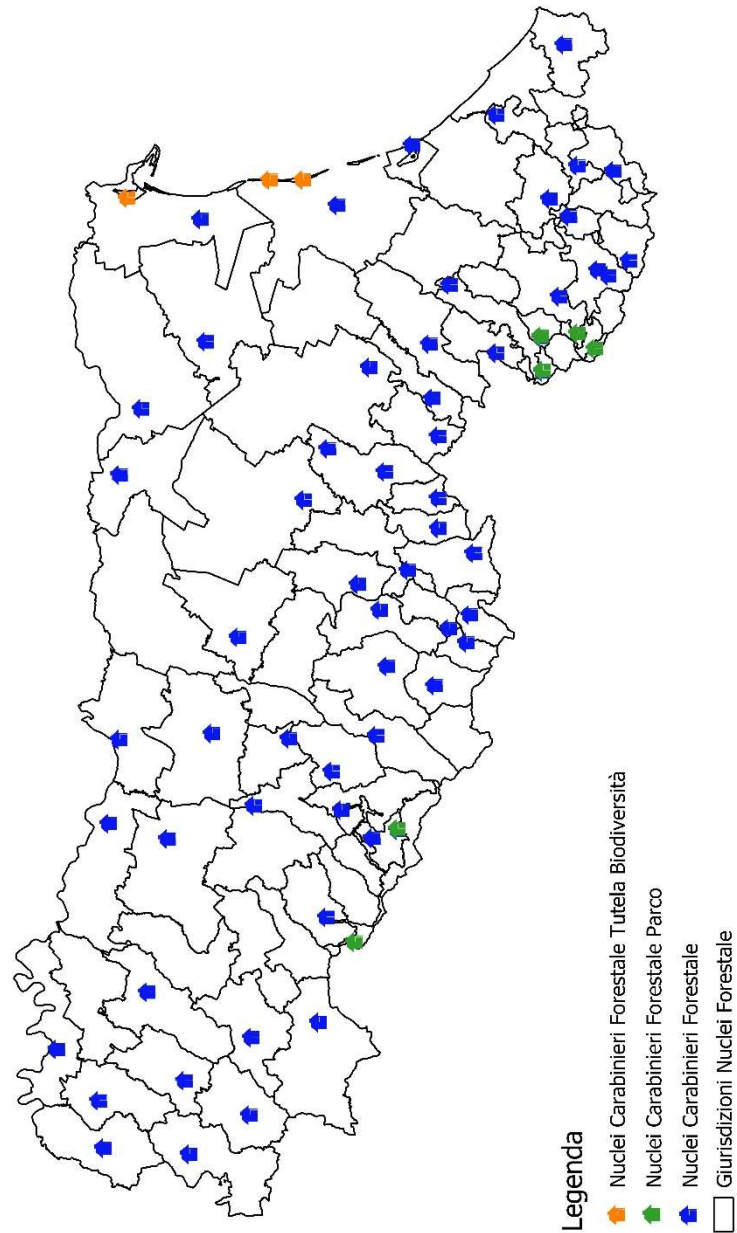 Legenda
Nuclei Carabinieri Forestale Tutela Biodiversità
Nuclei Carabinieri Forestale Parco
Nuclei Carabinieri Forestale
Giurisdizioni Nuclei Forestale